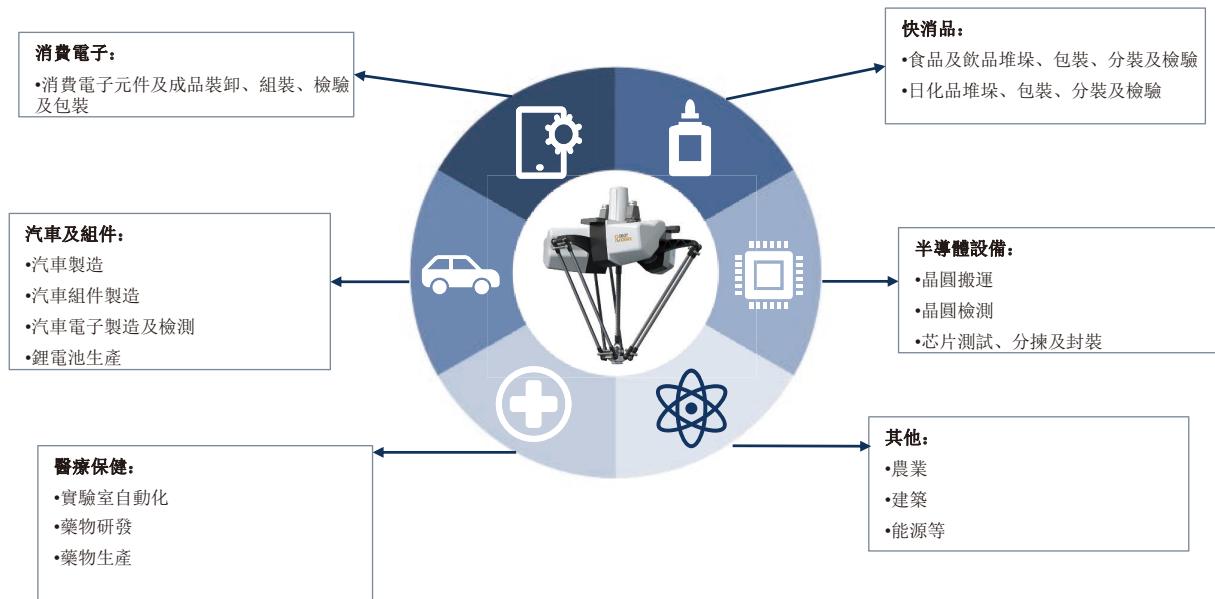 消費電子：
•消費電子元件及成品裝卸、組裝、檢驗
及包裝
快消品：
•食品及飲品堆垛、包裝、分裝及檢驗
•日化品堆垛、包裝、分裝及檢驗
汽車及組件：
•汽車製造
•汽車組件製造
•汽車電子製造及檢測
•鋰電池生產
半導體設備：
•晶圓搬運
•晶圓檢測
•芯片測試、分揀及封裝
醫療保健：
•實驗室自動化
•藥物研發
•藥物生產
其他：
•農業
•建築
•能源等